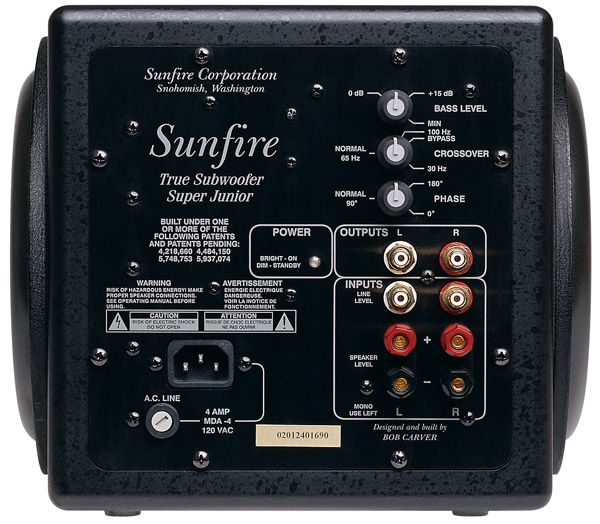 Sunfire Corporation
Snohomish, Washington
Sunfire
True Subwoofer
Super Junior
BUILT UNDER ONE
OR MORE OF THE
FOLLOWING PATENTS
AND PATENTS PENDING:
4,218,660 4,484,150
5,748,753 5,937,074
0 dB +15 dB
BASS LEVEL
MIN
100 Hz
BYPASS
NORMAL
65 Hz
CROSSOVER
30 Hz
180°
NORMAL
90°
PHASE
0°
POWER
BRIGHT - ON
DIM - STANDBY
OUTPUTS L R
INPUTS
LINE
LEVEL
+
SPEAKER
LEVEL
-
MONO
USE LEFT
L R
WARNING
RISK OF HAZARDOUS ENERGY! MAKE
PROPER SPEAKER CONNECTIONS.
SEE OPERATING MANUAL BEFORE
USING.
AVERTISSEMENT
ENERGIE ELECTRIQUE
DANGEREUSE.
VOIR LA NOTICE DE
FONCTIONNEMENT.
CAUTION
RISK OF ELECTRIC SHOCK
DO NOT OPEN
ATTENTION
RISQUE DE CHOC ELECTRIQUE
NE PAS OUVRIR
A.C. LINE
4 AMP
MDA -4
120 VAC
02012401690
Designed and built by
BOB CARVER